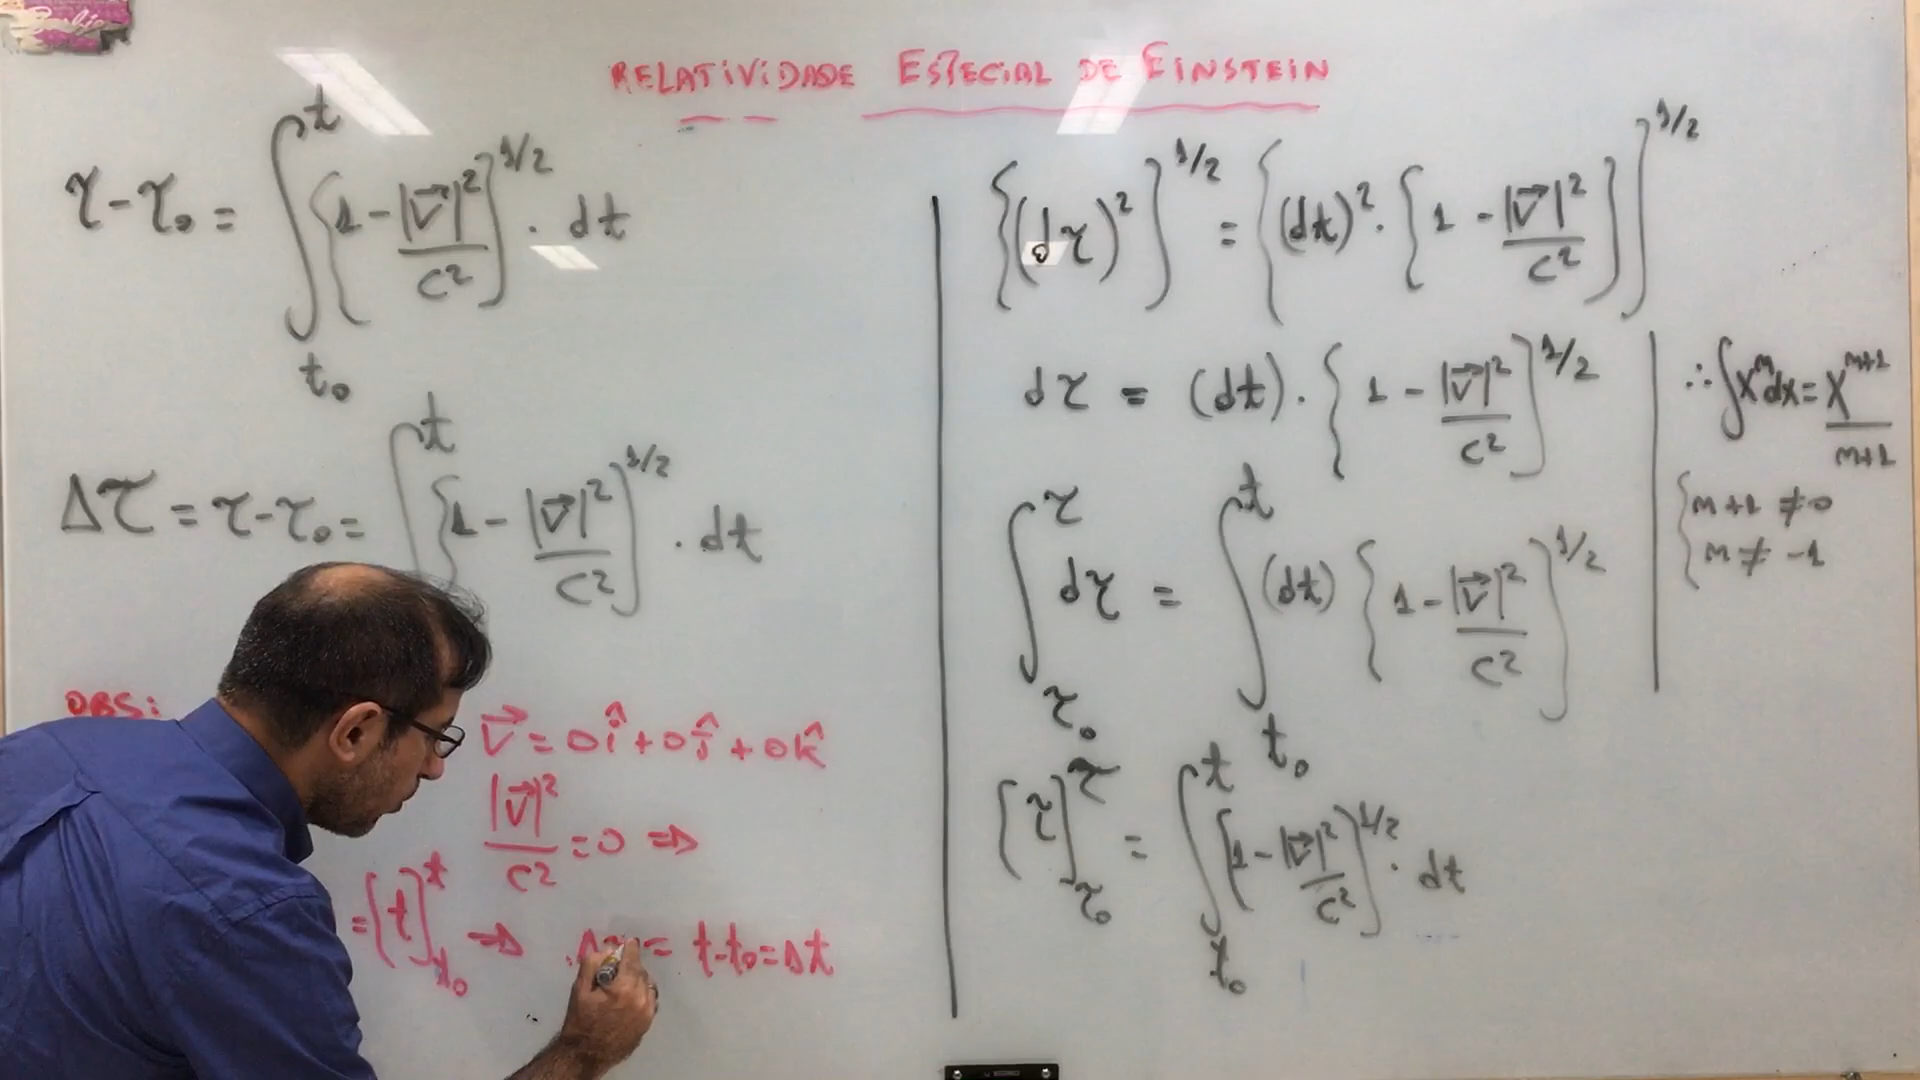 RELATIVIDADE ESPECIAL DE EINSTEIN
τ-τ₀ = ∫_{t₀}^{t} {1 - |v⃗|²/c²}^{1/2} · dt
Δτ = τ-τ₀ = ∫^{t} {1 - |v⃗|²/c²}^{1/2} · dt
OBS:
v⃗ = 0î + 0ĵ + 0k̂
|v⃗|²/c² = 0 ⇒
= [t]_{t₀}^{t} ⇒ Δτ = t-t₀ = Δt
{(dτ)²}^{1/2} = {(dt)² · {1 - |v⃗|²/c²}}^{1/2}
dτ = (dt) · {1 - |v⃗|²/c²}^{1/2}
∫_{τ₀}^{τ} dτ = ∫_{t₀}^{t} (dt) {1 - |v⃗|²/c²}^{1/2}
[τ]_{τ₀}^{τ} = ∫_{t₀}^{t} {1 - |v⃗|²/c²}^{1/2} · dt
∴ ∫x^m dx = x^{m+1}/m+1
{m+1 ≠ 0
m ≠ -1